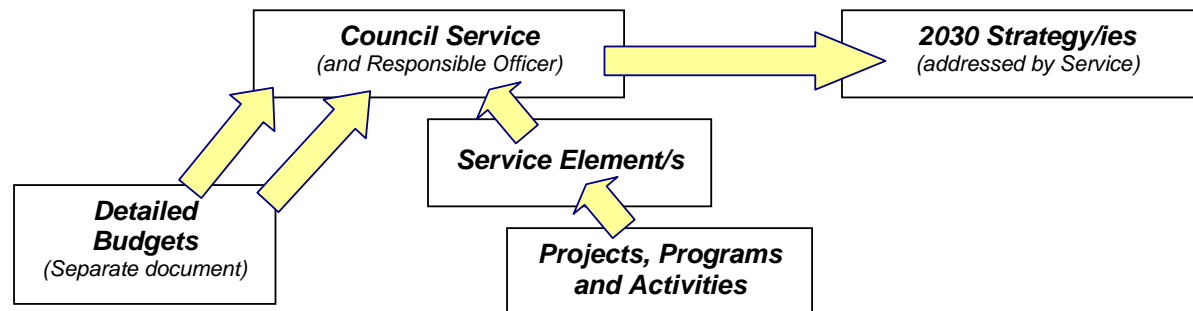 Council Service
(and Responsible Officer)
2030 Strategy/ies
(addressed by Service)
Service Element/s
Detailed
Budgets
(Separate document)
Projects, Programs
and Activities